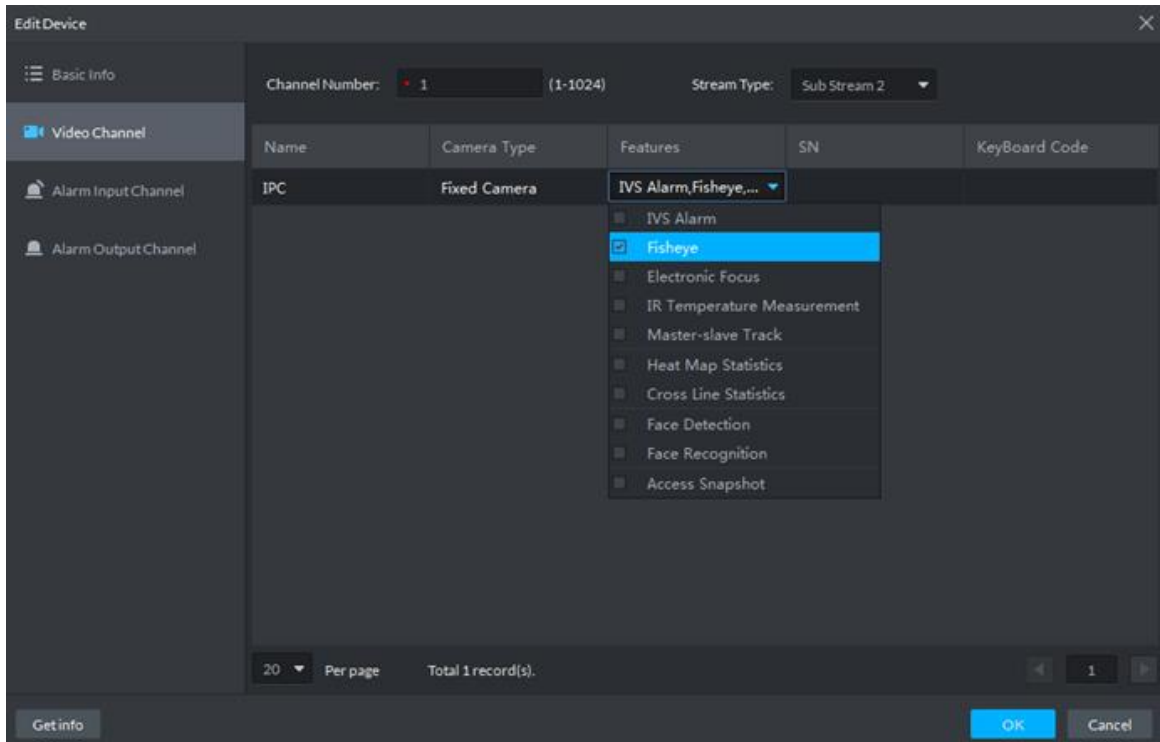 Edit Device
Basic Info
Video Channel
Alarm Input Channel
Alarm Output Channel
Channel Number: * 1 (1-1024) Stream Type: Sub Stream 2
Name Camera Type Features SN KeyBoard Code
IPC Fixed Camera IVS Alarm,Fisheye,...
IVS Alarm
Fisheye
Electronic Focus
IR Temperature Measurement
Master-slave Track
Heat Map Statistics
Cross Line Statistics
Face Detection
Face Recognition
Access Snapshot
20 Per page Total 1 record(s). 1
Get info OK Cancel